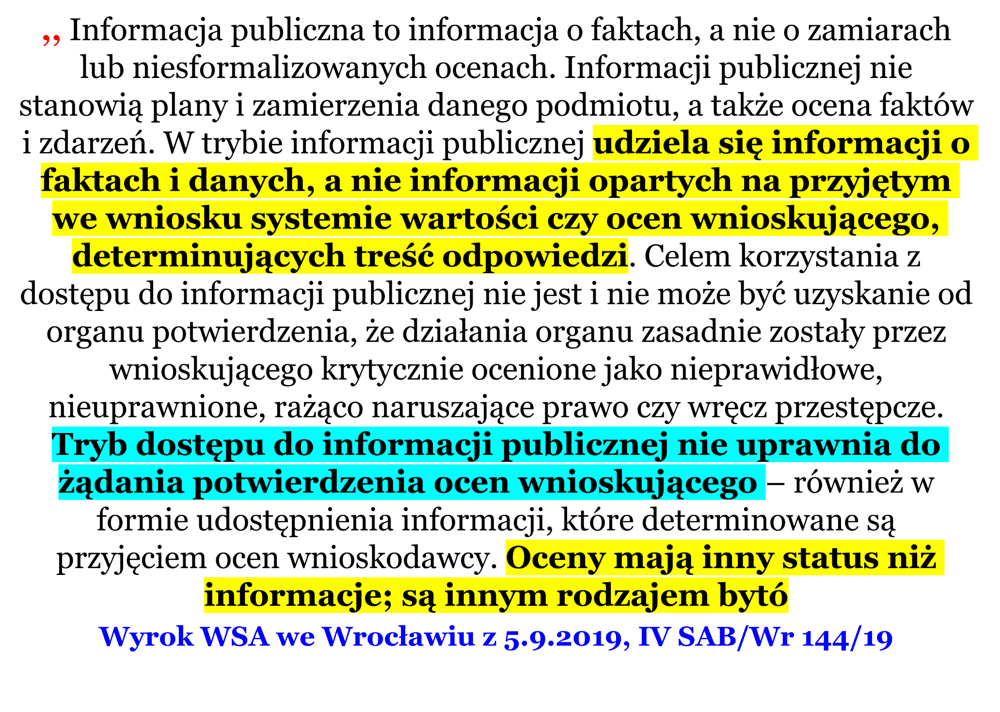 ,, Informacja publiczna to informacja o faktach, a nie o zamiarach
lub niesformalizowanych ocenach. Informacji publicznej nie
stanowią plany i zamierzenia danego podmiotu, a także ocena faktów
i zdarzeń. W trybie informacji publicznej udziela się informacji o
faktach i danych, a nie informacji opartych na przyjętym
we wniosku systemie wartości czy ocen wnioskującego,
determinujących treść odpowiedzi. Celem korzystania z
dostępu do informacji publicznej nie jest i nie może być uzyskanie od
organu potwierdzenia, że działania organu zasadnie zostały przez
wnioskującego krytycznie ocenione jako nieprawidłowe,
nieuprawnione, rażąco naruszające prawo czy wręcz przestępcze.
Tryb dostępu do informacji publicznej nie uprawnia do
żądania potwierdzenia ocen wnioskującego – również w
formie udostępnienia informacji, które determinowane są
przyjęciem ocen wnioskodawcy. Oceny mają inny status niż
informacje; są innym rodzajem bytó
Wyrok WSA we Wrocławiu z 5.9.2019, IV SAB/Wr 144/19